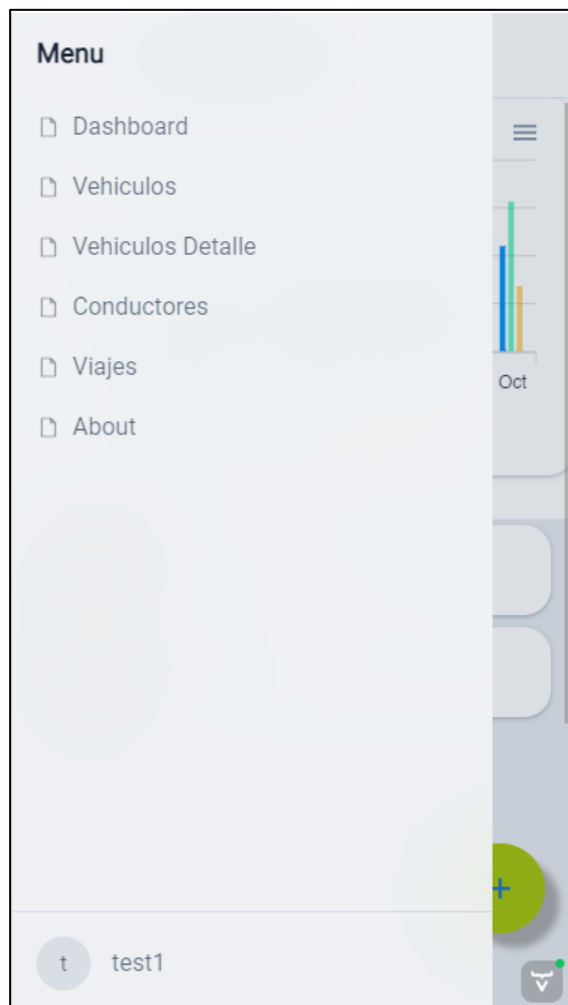 Menu
Dashboard
Vehiculos
Vehiculos Detalle
Conductores
Viajes
About
Oct
+
t test1